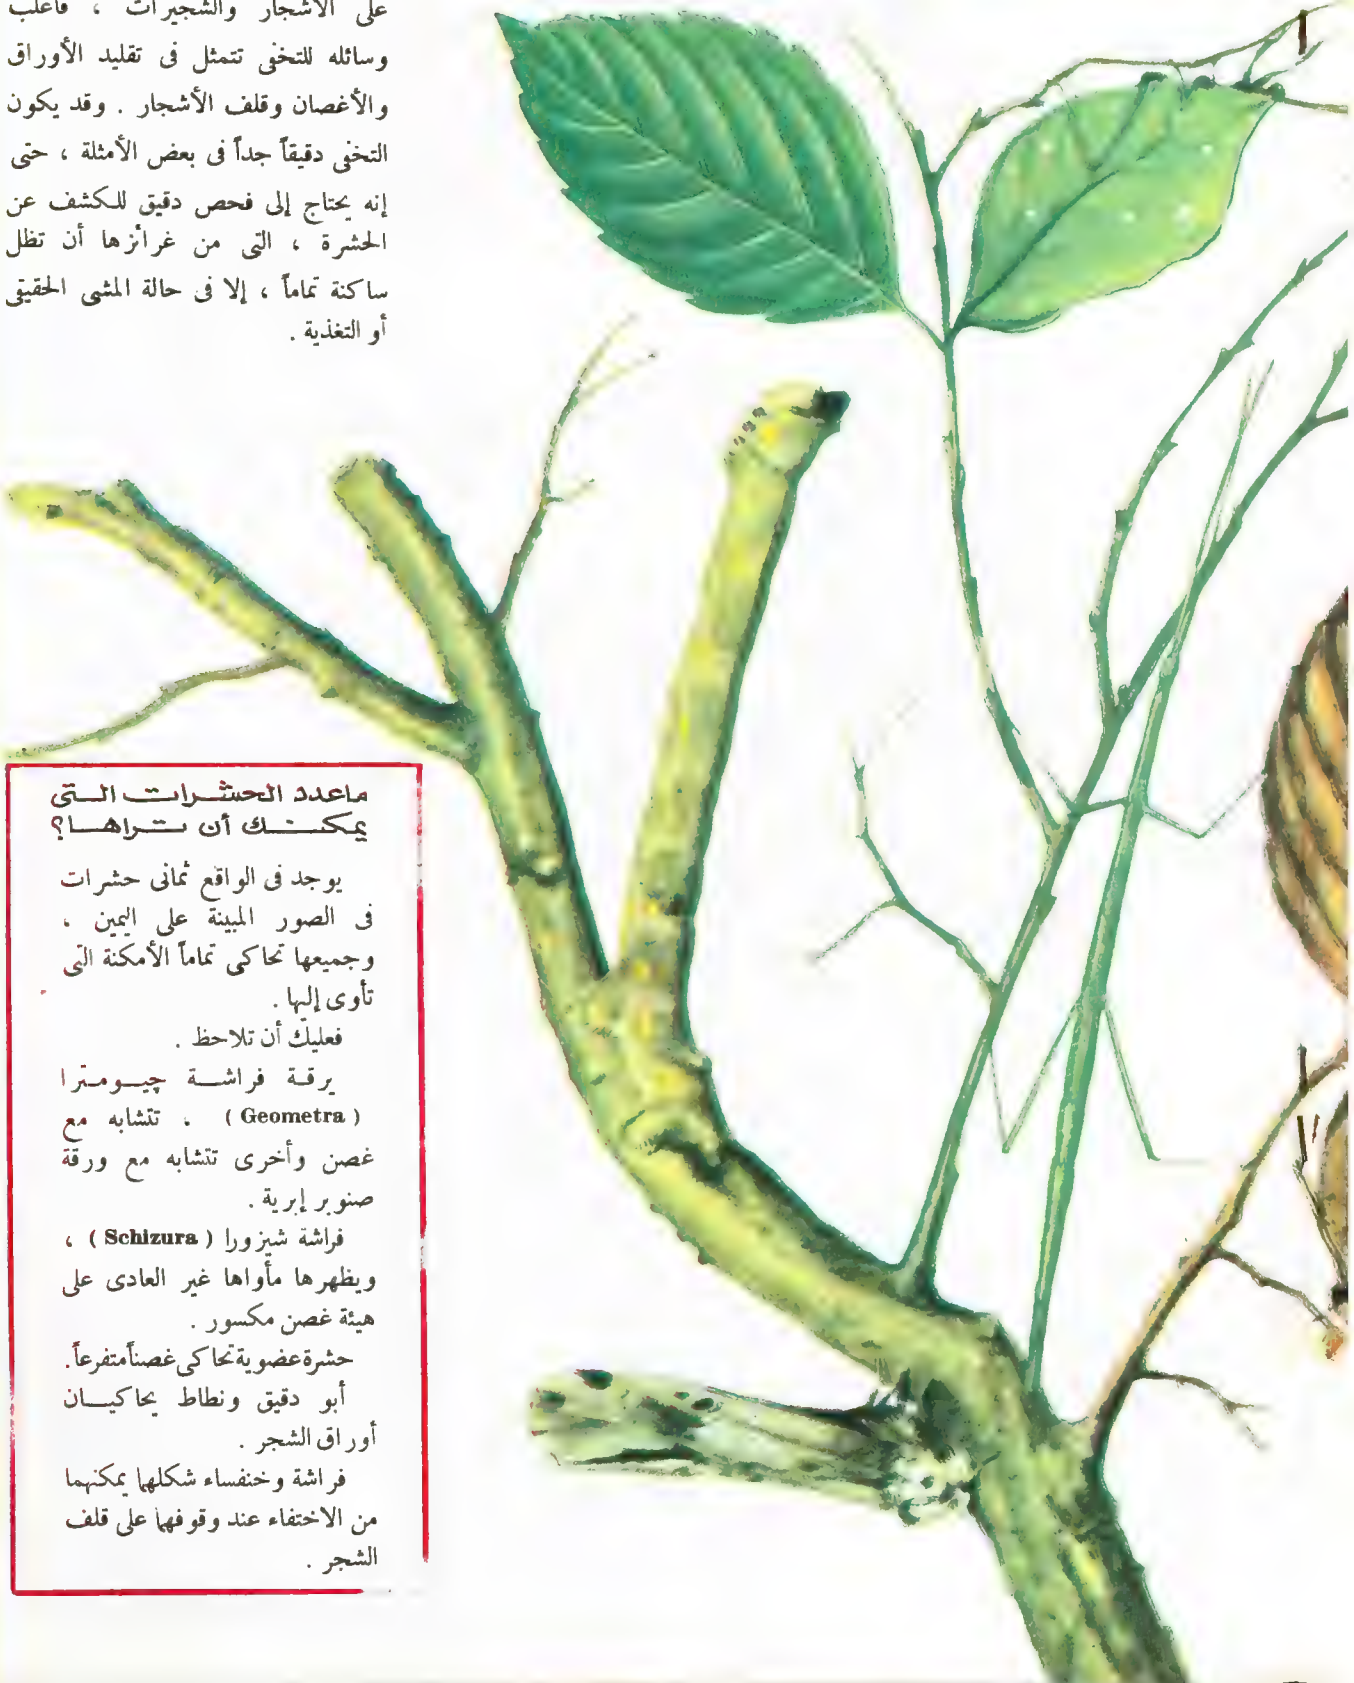 على الأشجار والشجيرات ، فأغلب
وسائله للتخفى تتمثل فى تقليد الأوراق
والأغصان وقلف الأشجار . وقد يكون
التخفى دقيقاً جداً فى بعض الأمثلة ، حتى
إنه يحتاج إلى فحص دقيق للكشف عن
الحشرة ، التى من غرائزها أن تظل
ساكنة تماماً ، إلا فى حالة المشى الحقيقى
أو التغذية .
ماعدد الحشرات التى
يمكنك أن تراها؟
يوجد فى الواقع ثمانى حشرات
فى الصور المبينة على اليمين ،
وجميعها تحاكى تماماً الأمكنة التى
تأوى إليها .
فعليك أن تلاحظ .
يرقة فراشة چيومترا
( Geometra ) ، تتشابه مع
غصن وأخرى تتشابه مع ورقة
صنوبر إبرية .
فراشة شيزورا ( Schizura ) ،
ويظهرها مأواها غير العادى على
هيئة غصن مكسور .
حشرة عضوية تحاكى غصناً متفرعاً .
أبو دقيق ونطاط يحاكيان
أوراق الشجر .
فراشة وخنفساء شكلهما يمكنهما
من الاختفاء عند وقوفهما على قلف
الشجر .